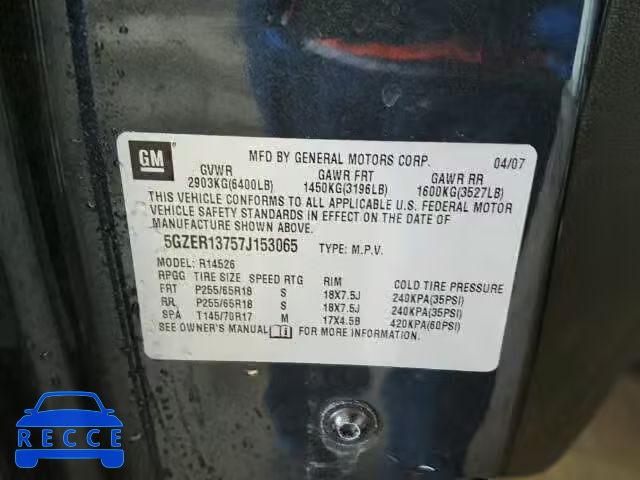 GM
MFD BY GENERAL MOTORS CORP. 04/07
GVWR GAWR FRT GAWR RR
2903KG(6400LB) 1450KG(3196LB) 1600KG(3527LB)
THIS VEHICLE CONFORMS TO ALL APPLICABLE U.S. FEDERAL MOTOR
VEHICLE SAFETY STANDARDS IN EFFECT ON THE DATE OF
MANUFACTURE SHOWN ABOVE.
5GZER13757J153065 TYPE: M.P.V.
MODEL: R14526
RPGG TIRE SIZE SPEED RTG RIM COLD TIRE PRESSURE
FRT P255/65R18 S 18X7.5J 240KPA(35PSI)
RR P255/65R18 S 18X7.5J 240KPA(35PSI)
SPA T145/70R17 M 17X4.5B 420KPA(60PSI)
SEE OWNER'S MANUAL FOR MORE INFORMATION.
RECCE